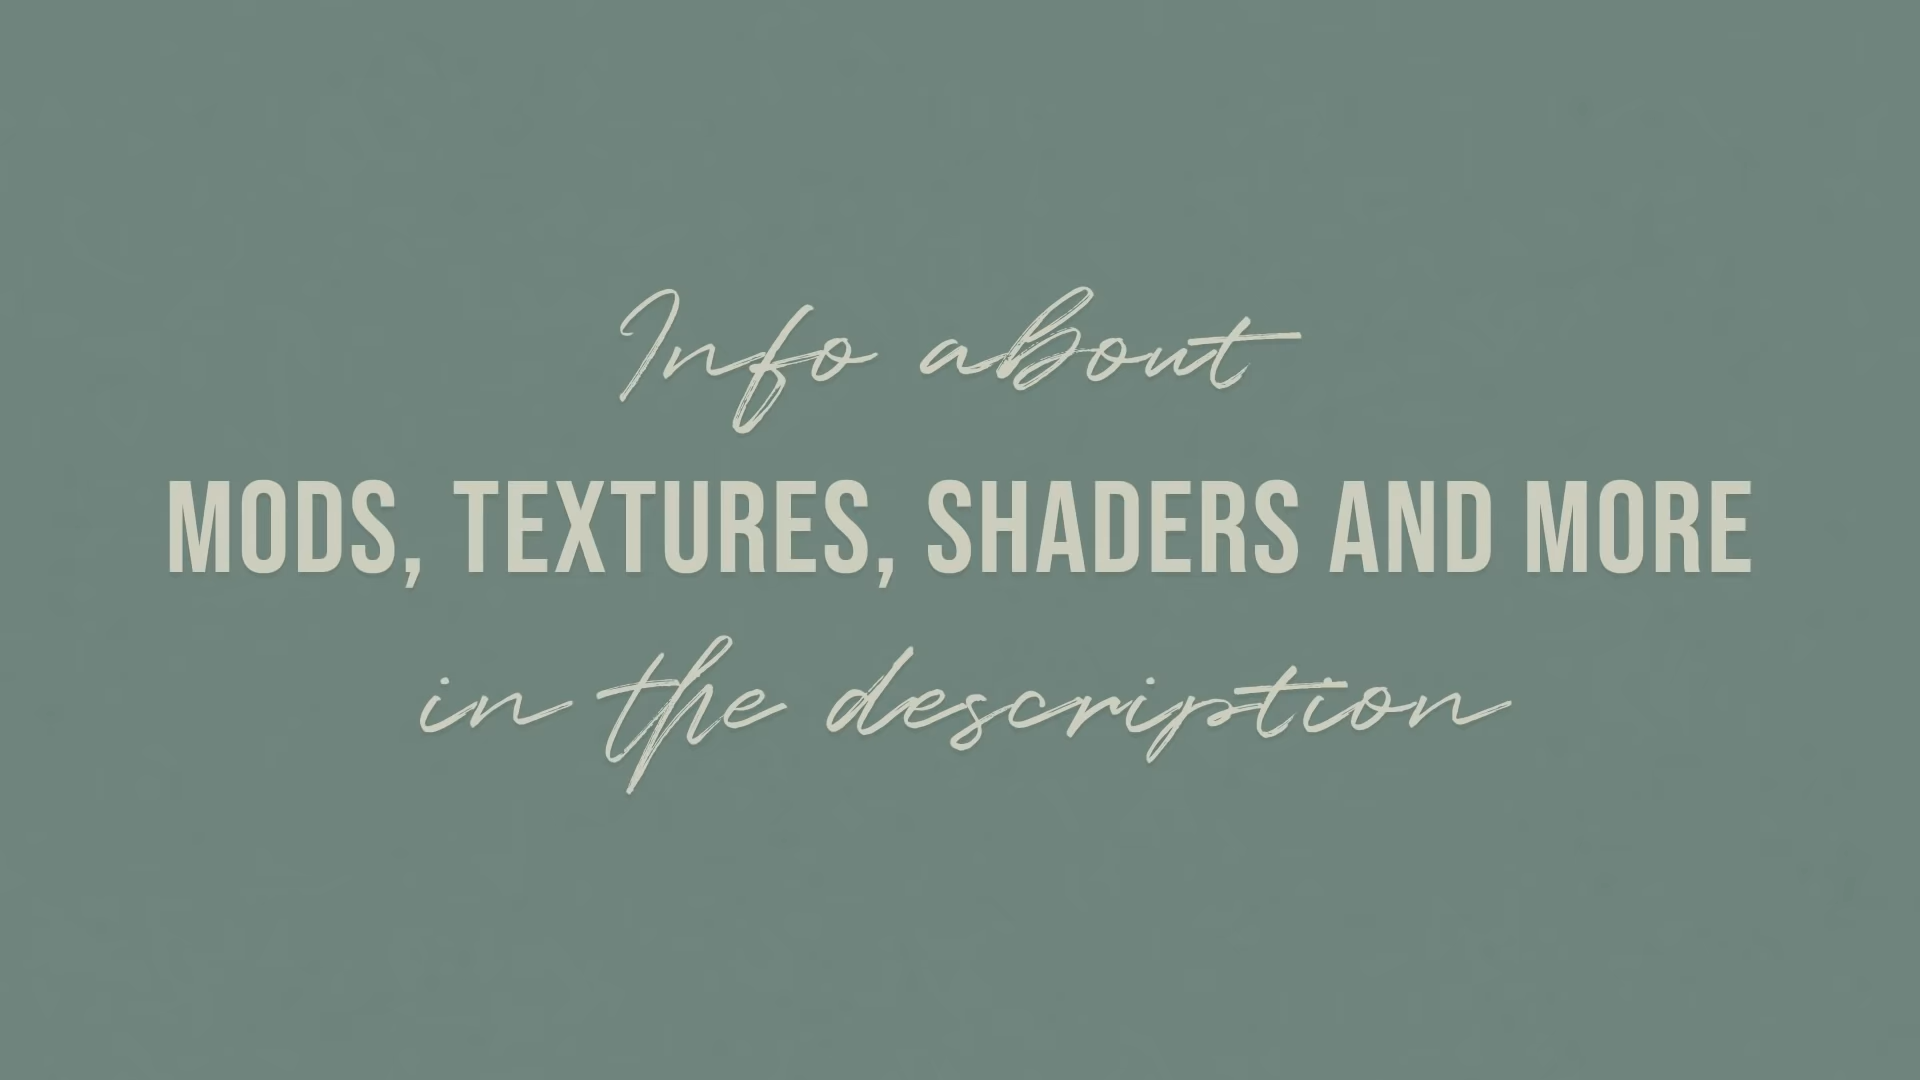 Info about
MODS, TEXTURES, SHADERS AND MORE
in the description